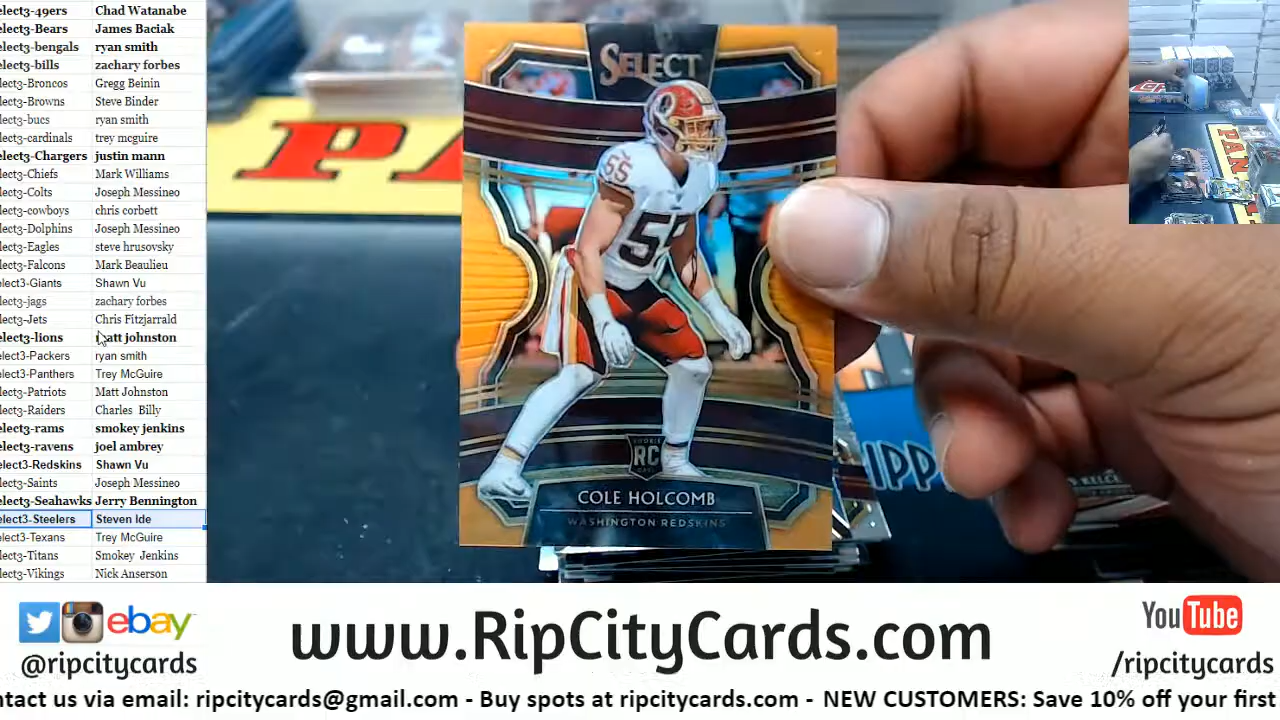 elect3-49ers Chad Watanabe
elect3-Bears James Baciak
elect3-bengals ryan smith
elect3-bills zachary forbes
elect3-Broncos Gregg Beinin
elect3-Browns Steve Binder
elect3-bucs ryan smith
elect3-cardinals trey mcguire
elect3-Chargers justin mann
elect3-Chiefs Mark Williams
elect3-Colts Joseph Messineo
elect3-cowboys chris corbett
elect3-Dolphins Joseph Messineo
elect3-Eagles steve hrusovsky
elect3-Falcons Mark Beaulieu
elect3-Giants Shawn Vu
elect3-jags zachary forbes
elect3-Jets Chris Fitzjarrald
elect3-lions matt johnston
elect3-Packers ryan smith
elect3-Panthers Trey McGuire
elect3-Patriots Matt Johnston
elect3-Raiders Charles Billy
elect3-rams smokey jenkins
elect3-ravens joel ambrey
elect3-Redskins Shawn Vu
elect3-Saints Joseph Messineo
elect3-Seahawks Jerry Bennington
elect3-Steelers Steven Ide
elect3-Texans Trey McGuire
elect3-Titans Smokey Jenkins
elect3-Vikings Nick Anserson
SELECT
55
55
ROOKIE
RC
COLE HOLCOMB
WASHINGTON REDSKINS
PA
PAN
IPP
KELCE
ebay
@ripcitycards
www.RipCityCards.com
YouTube
/ripcitycards
ntact us via email: ripcitycards@gmail.com - Buy spots at ripcitycards.com - NEW CUSTOMERS: Save 10% off your first